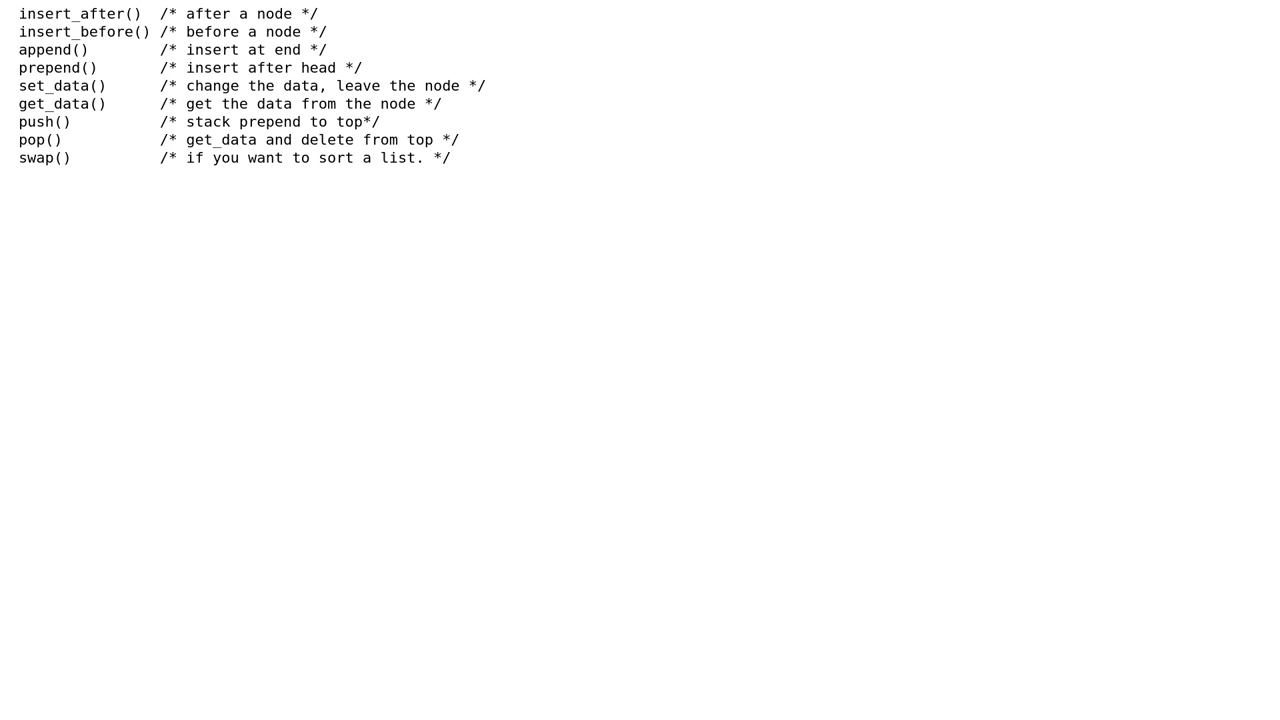 insert_after()  /* after a node */
insert_before() /* before a node */
append()        /* insert at end */
prepend()       /* insert after head */
set_data()      /* change the data, leave the node */
get_data()      /* get the data from the node */
push()          /* stack prepend to top*/
pop()           /* get_data and delete from top */
swap()          /* if you want to sort a list. */